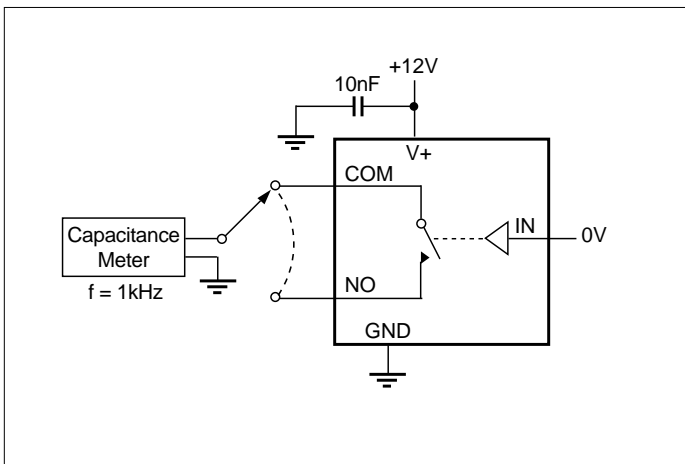 +12V
10nF
V+
COM
IN
0V
Capacitance
Meter
f = 1kHz
NO
GND